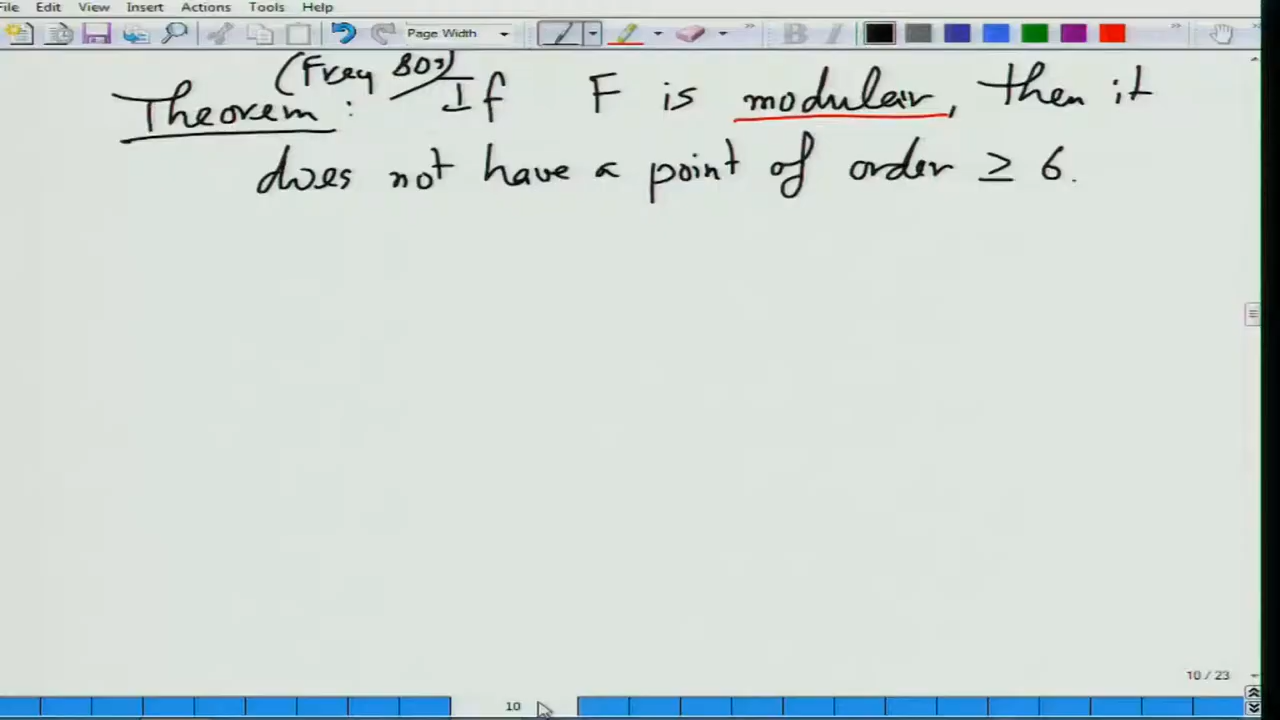 File Edit View Insert Actions Tools Help
Page Width
(Frey 80s)
Theorem: If F is modular, then it
does not have a point of order ≥ 6.
10 / 23
10